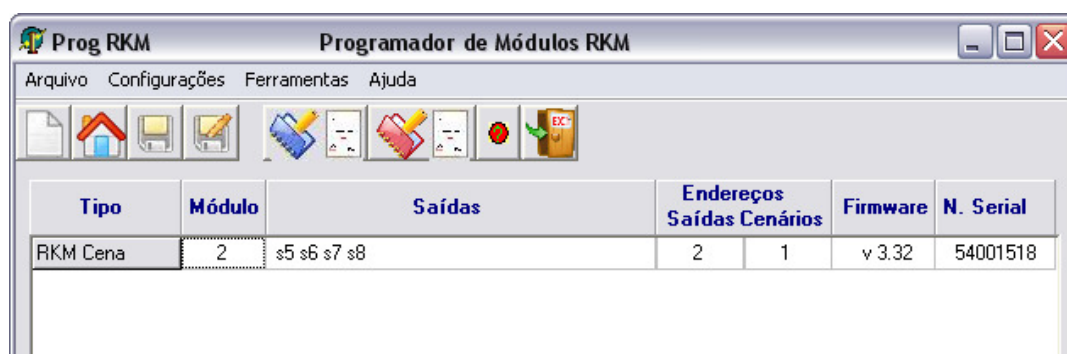 Prog RKM Programador de Módulos RKM
Arquivo Configurações Ferramentas Ajuda
EXIT
Tipo Módulo Saídas Endereços Saídas Cenários Firmware N. Serial
RKM Cena 2 s5 s6 s7 s8 2 1 v 3.32 54001518